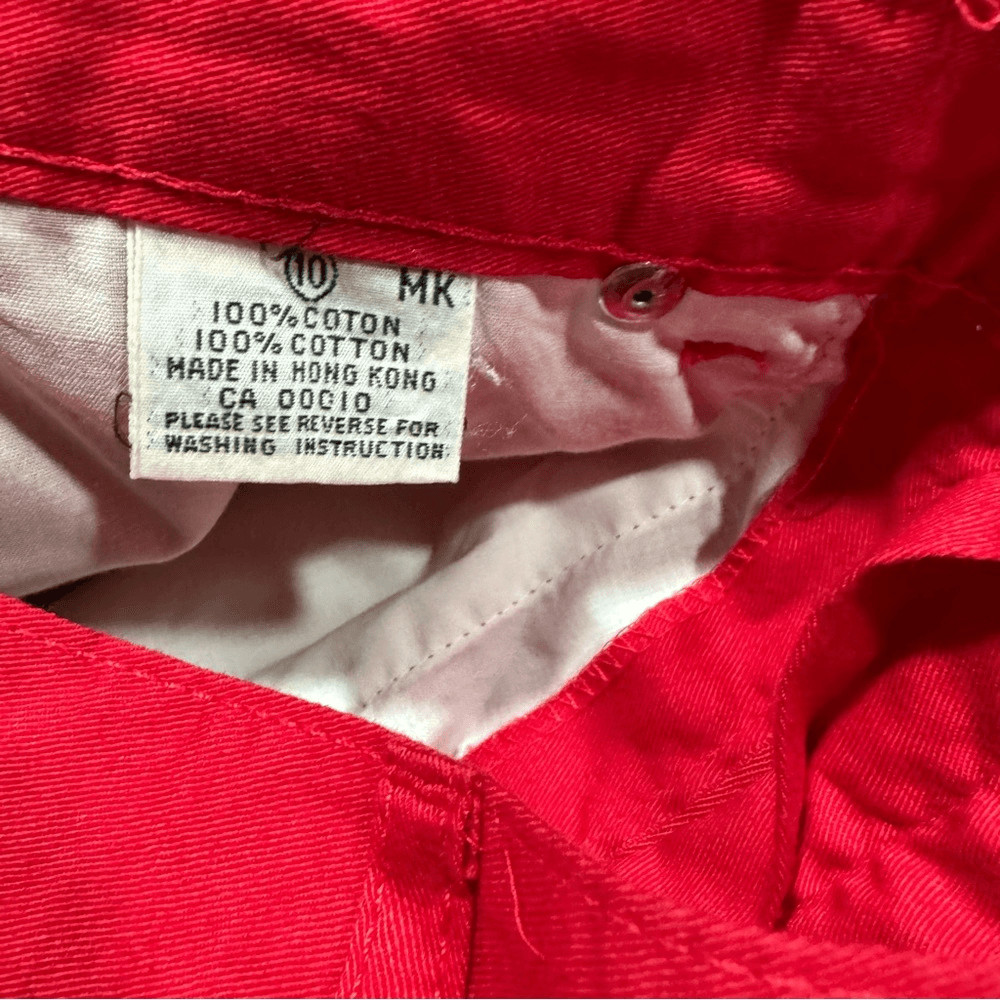 10 MK
100% COTON
100% COTTON
MADE IN HONG KONG
CA 00010
PLEASE SEE REVERSE FOR
WASHING INSTRUCTION